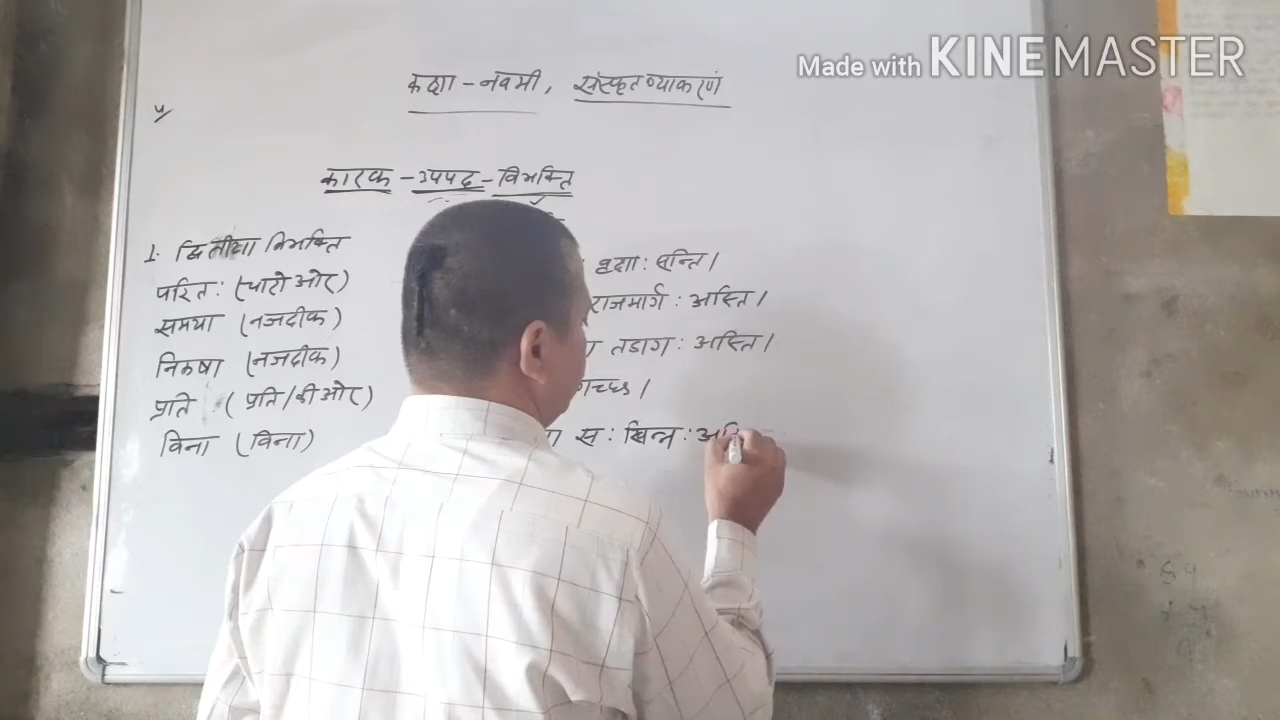 Made with KINEMASTER
कक्षा - नवमी, संस्कृत व्याकरणं
कारक - उपपद - विभक्ति
1. द्वितीया विभक्ति
परितः (चारो ओर) वृक्षाः सन्ति।
समया (नजदीक) राजमार्गः अस्ति।
निकषा (नजदीक) तडागः अस्ति।
प्रति (प्रति/की ओर) गच्छ।
विना (विना) सः खिन्नः